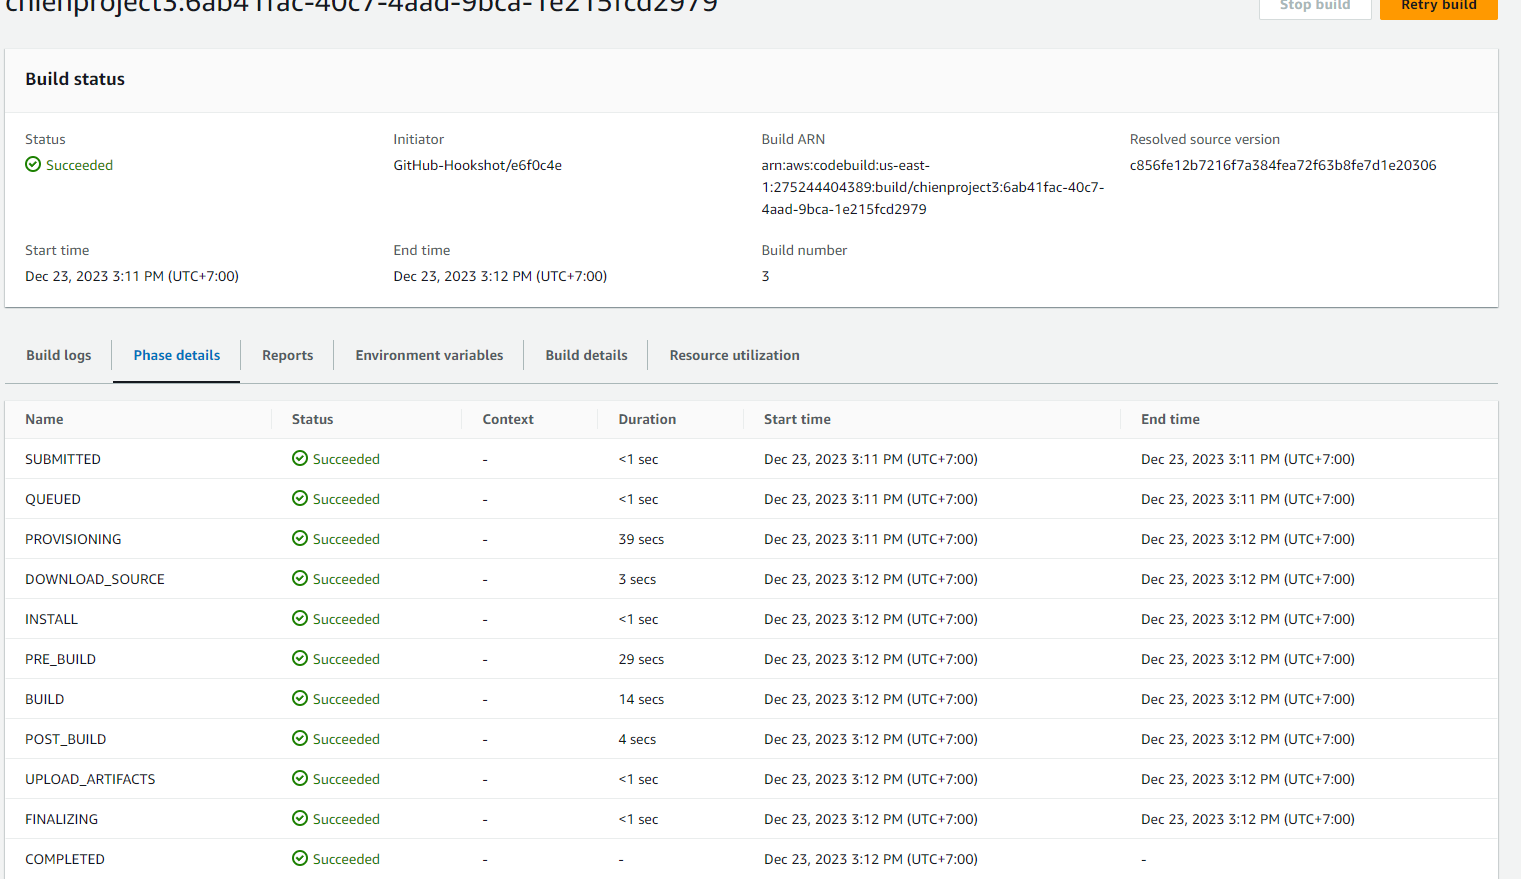 chienproject3:6ab41fac-40c7-4aad-9bca-1e215fcd2979
Stop build
Retry build
Build status
Status
Succeeded
Initiator
GitHub-Hookshot/e6f0c4e
Build ARN
arn:aws:codebuild:us-east-
1:275244404389:build/chienproject3:6ab41fac-40c7-
4aad-9bca-1e215fcd2979
Resolved source version
c856fe12b7216f7a384fea72f63b8fe7d1e20306
Start time
Dec 23, 2023 3:11 PM (UTC+7:00)
End time
Dec 23, 2023 3:12 PM (UTC+7:00)
Build number
3
Build logs Phase details Reports Environment variables Build details Resource utilization
Name Status Context Duration Start time End time
SUBMITTED Succeeded - <1 sec Dec 23, 2023 3:11 PM (UTC+7:00) Dec 23, 2023 3:11 PM (UTC+7:00)
QUEUED Succeeded - <1 sec Dec 23, 2023 3:11 PM (UTC+7:00) Dec 23, 2023 3:11 PM (UTC+7:00)
PROVISIONING Succeeded - 39 secs Dec 23, 2023 3:11 PM (UTC+7:00) Dec 23, 2023 3:12 PM (UTC+7:00)
DOWNLOAD_SOURCE Succeeded - 3 secs Dec 23, 2023 3:12 PM (UTC+7:00) Dec 23, 2023 3:12 PM (UTC+7:00)
INSTALL Succeeded - <1 sec Dec 23, 2023 3:12 PM (UTC+7:00) Dec 23, 2023 3:12 PM (UTC+7:00)
PRE_BUILD Succeeded - 29 secs Dec 23, 2023 3:12 PM (UTC+7:00) Dec 23, 2023 3:12 PM (UTC+7:00)
BUILD Succeeded - 14 secs Dec 23, 2023 3:12 PM (UTC+7:00) Dec 23, 2023 3:12 PM (UTC+7:00)
POST_BUILD Succeeded - 4 secs Dec 23, 2023 3:12 PM (UTC+7:00) Dec 23, 2023 3:12 PM (UTC+7:00)
UPLOAD_ARTIFACTS Succeeded - <1 sec Dec 23, 2023 3:12 PM (UTC+7:00) Dec 23, 2023 3:12 PM (UTC+7:00)
FINALIZING Succeeded - <1 sec Dec 23, 2023 3:12 PM (UTC+7:00) Dec 23, 2023 3:12 PM (UTC+7:00)
COMPLETED Succeeded - - Dec 23, 2023 3:12 PM (UTC+7:00) -